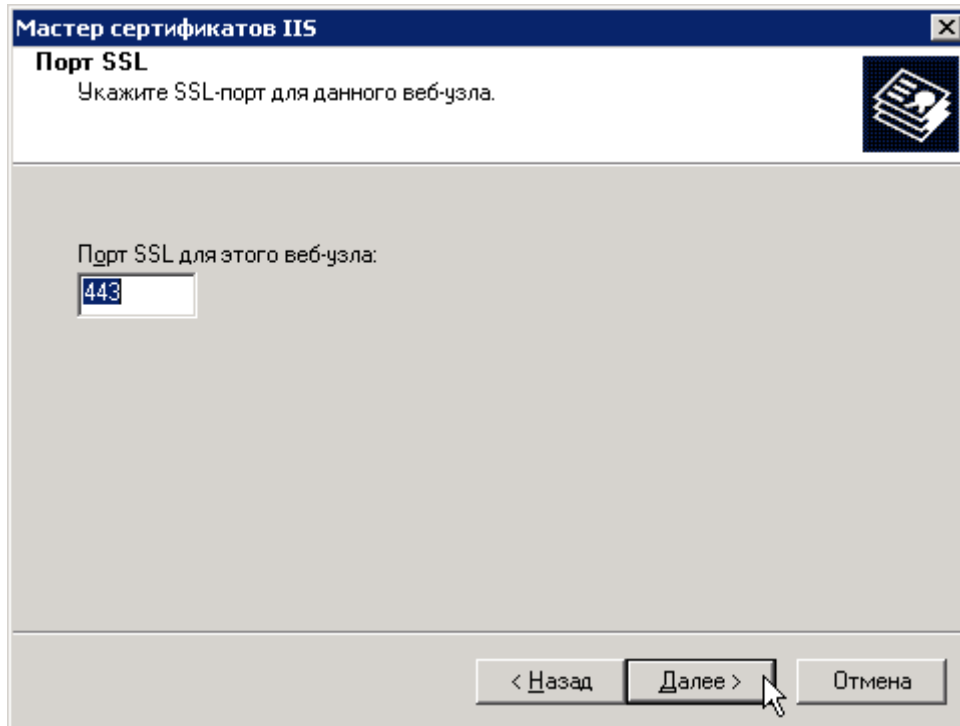 Мастер сертификатов IIS
Порт SSL
Укажите SSL-порт для данного веб-узла.
Порт SSL для этого веб-узла:
443
< Назад
Далее >
Отмена